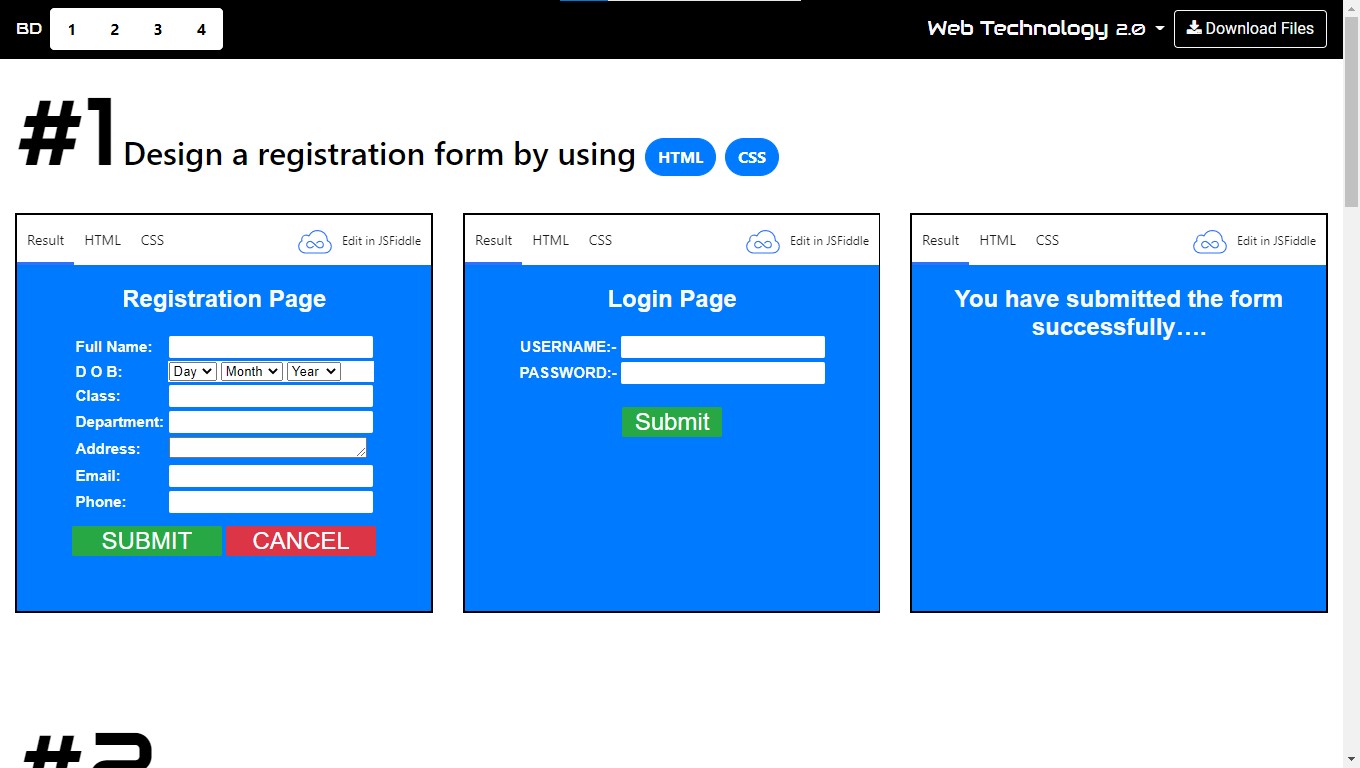 BD 1 2 3 4 Web Technology 2.0 Download Files
#1 Design a registration form by using HTML CSS
Result HTML CSS Edit in JSFiddle
Registration Page
Full Name:
D O B: Day Month Year
Class:
Department:
Address:
Email:
Phone:
SUBMIT CANCEL
Result HTML CSS Edit in JSFiddle
Login Page
USERNAME:-
PASSWORD:-
Submit
Result HTML CSS Edit in JSFiddle
You have submitted the form
successfully....
#2